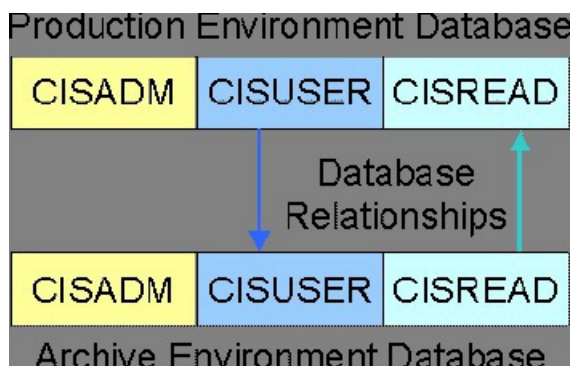 Production Environment Database
CISADM CISUSER CISREAD
Database
Relationships
CISADM CISUSER CISREAD
Archive Environment Database